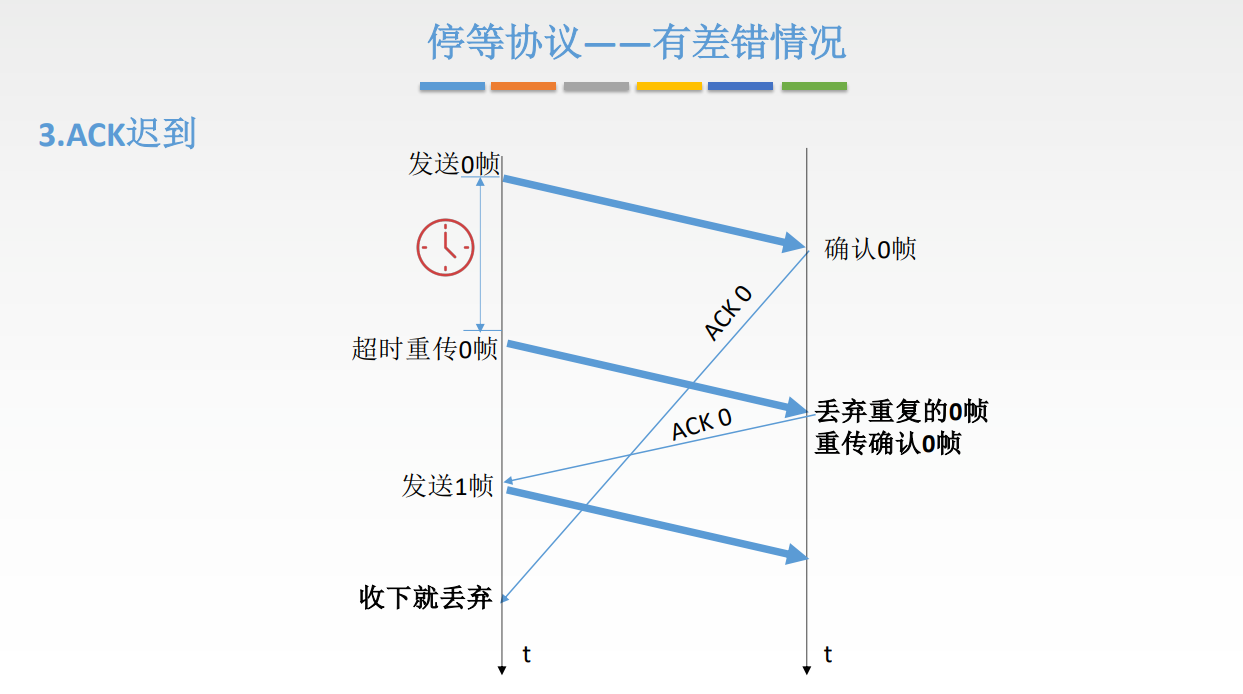 停等协议——有差错情况
3.ACK迟到
发送0帧
确认0帧
ACK 0
超时重传0帧
丢弃重复的0帧
重传确认0帧
ACK 0
发送1帧
收下就丢弃
t
t